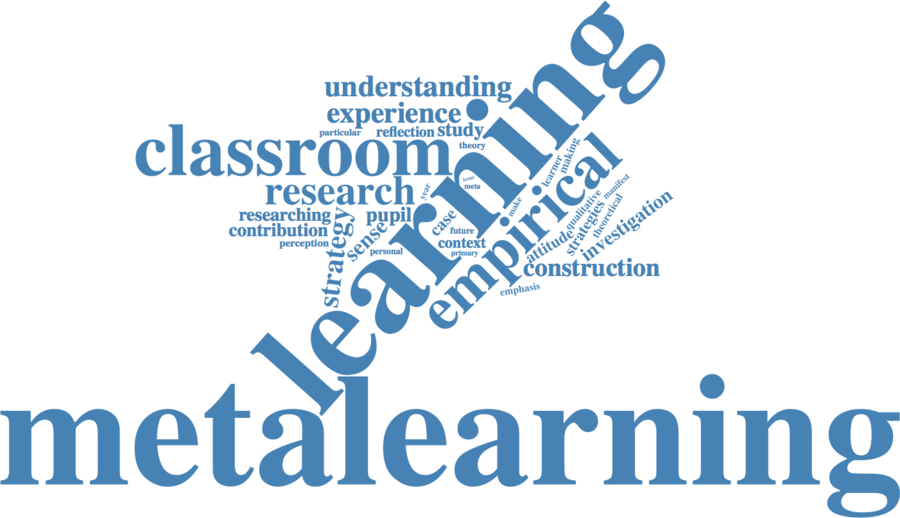 understanding
experience
particular
reflection
study
theory
classroom
learning
research
year
meta
researching
pupil
contribution
perception
strategy
sense
personal
case
future
context
primary
make
learner
making
empirical
attitude
qualitative
strategies
theoretical
manifest
investigation
construction
emphasis
metalearning